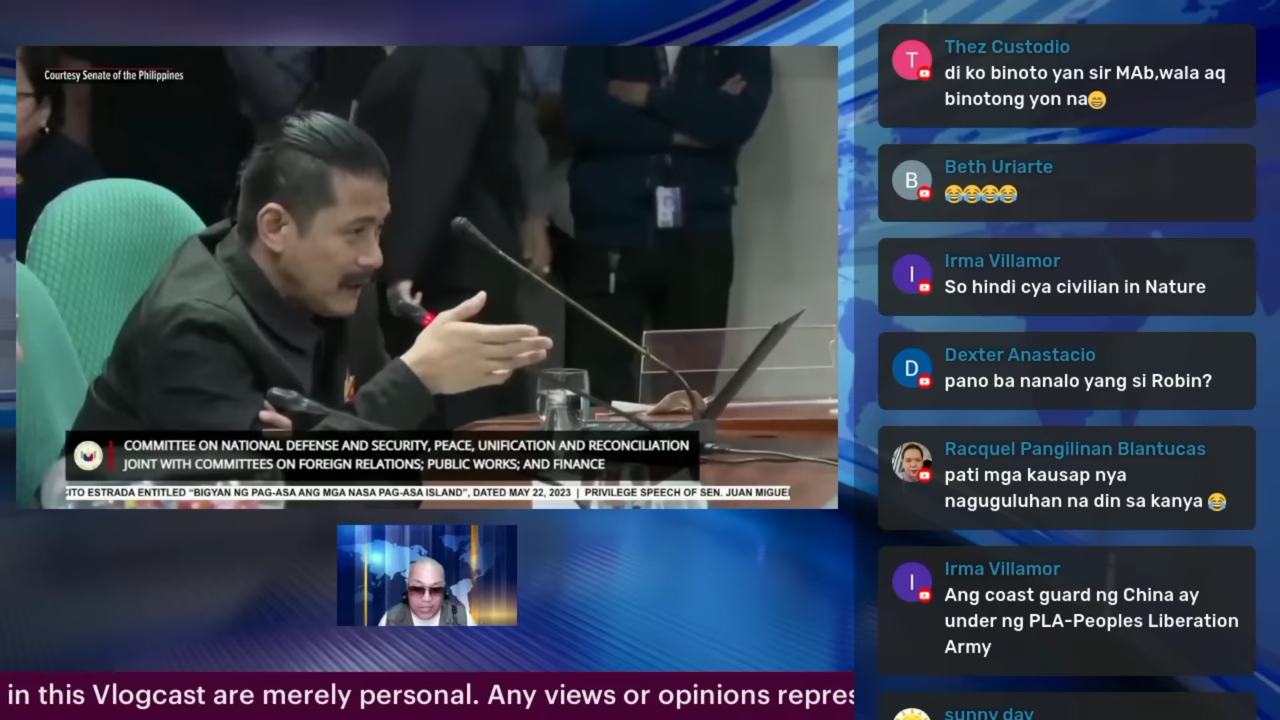 Courtesy Senate of the Philippines
COMMITTEE ON NATIONAL DEFENSE AND SECURITY, PEACE, UNIFICATION AND RECONCILIATION
JOINT WITH COMMITTEES ON FOREIGN RELATIONS; PUBLIC WORKS; AND FINANCE
CITO ESTRADA ENTITLED “BIGYAN NG PAG-ASA ANG MGA NASA PAG-ASA ISLAND”, DATED MAY 22, 2023 | PRIVILEGE SPEECH OF SEN. JUAN MIGUEL
in this Vlogcast are merely personal. Any views or opinions repres
T
Thez Custodio
di ko binoto yan sir MAb,wala aq
binotong yon na😁
B
Beth Uriarte
😂😂😂😂
I
Irma Villamor
So hindi cya civilian in Nature
D
Dexter Anastacio
pano ba nanalo yang si Robin?
Racquel Pangilinan Blantucas
pati mga kausap nya
naguguluhan na din sa kanya 😂
I
Irma Villamor
Ang coast guard ng China ay
under ng PLA-Peoples Liberation
Army
sunny day